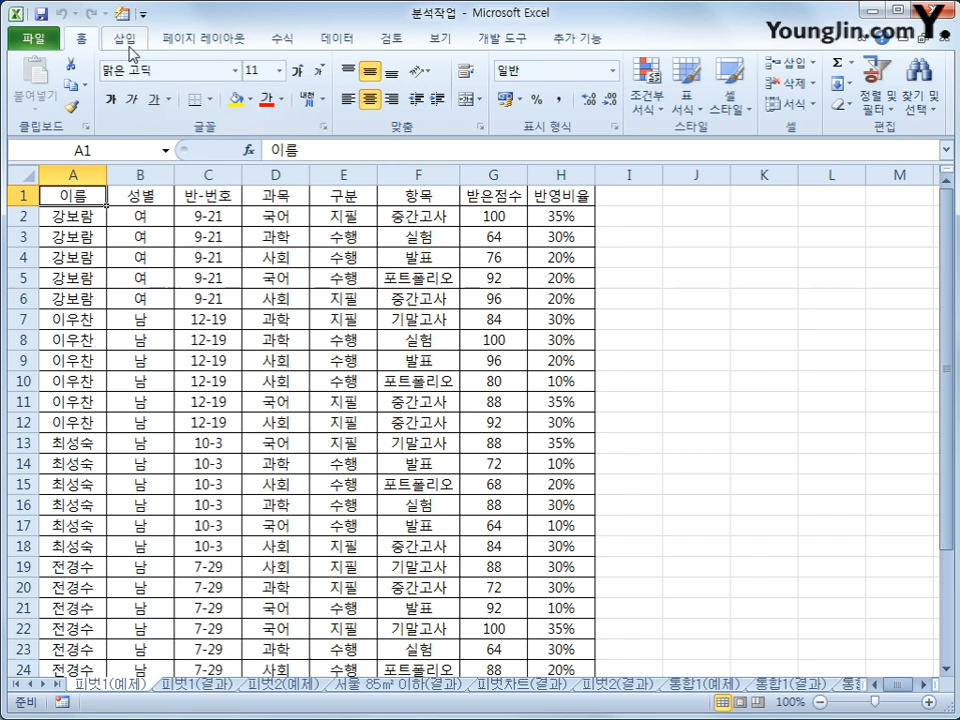 분석작업 - Microsoft Excel
Younglin.com Y.
파일 홈 삽입 페이지 레이아웃 수식 데이터 검토 보기 개발 도구 추가 기능
붙여넣기
맑은 고딕 11
가 가 가
클립보드 글꼴 맞춤
일반
% ,
표시 형식
조건부 서식 표 서식 셀 스타일
스타일
삽입
삭제
서식
셀
정렬 및 필터 찾기 및 선택
편집
A1 fx 이름
A B C D E F G H I J K L M
1 이름 성별 반-번호 과목 구분 항목 받은점수 반영비율
2 강보람 여 9-21 국어 지필 중간고사 100 35%
3 강보람 여 9-21 과학 수행 실험 64 30%
4 강보람 여 9-21 사회 수행 발표 76 20%
5 강보람 여 9-21 국어 수행 포트폴리오 92 20%
6 강보람 여 9-21 사회 지필 중간고사 96 20%
7 이우찬 남 12-19 과학 지필 기말고사 84 30%
8 이우찬 남 12-19 과학 수행 실험 100 30%
9 이우찬 남 12-19 사회 수행 발표 96 20%
10 이우찬 남 12-19 사회 수행 포트폴리오 80 10%
11 이우찬 남 12-19 국어 지필 중간고사 88 35%
12 이우찬 남 12-19 사회 지필 중간고사 92 30%
13 최성숙 남 10-3 국어 지필 기말고사 88 35%
14 최성숙 남 10-3 과학 수행 발표 72 10%
15 최성숙 남 10-3 사회 수행 포트폴리오 68 20%
16 최성숙 남 10-3 과학 수행 실험 88 30%
17 최성숙 남 10-3 국어 수행 발표 64 10%
18 최성숙 남 10-3 사회 지필 중간고사 84 30%
19 전경수 남 7-29 사회 지필 기말고사 88 30%
20 전경수 남 7-29 과학 지필 중간고사 72 30%
21 전경수 남 7-29 국어 수행 발표 92 10%
22 전경수 남 7-29 국어 지필 기말고사 100 35%
23 전경수 남 7-29 과학 수행 실험 64 30%
24 전경수 남 7-29 사회 수행 포트폴리오 88 20%
피벗1(예제) 피벗1(결과) 피벗2(예제) 서울 85㎡ 이하(결과) 피벗차트(결과) 피벗2(결과) 통합1(예제) 통합1(결과)
준비 100%